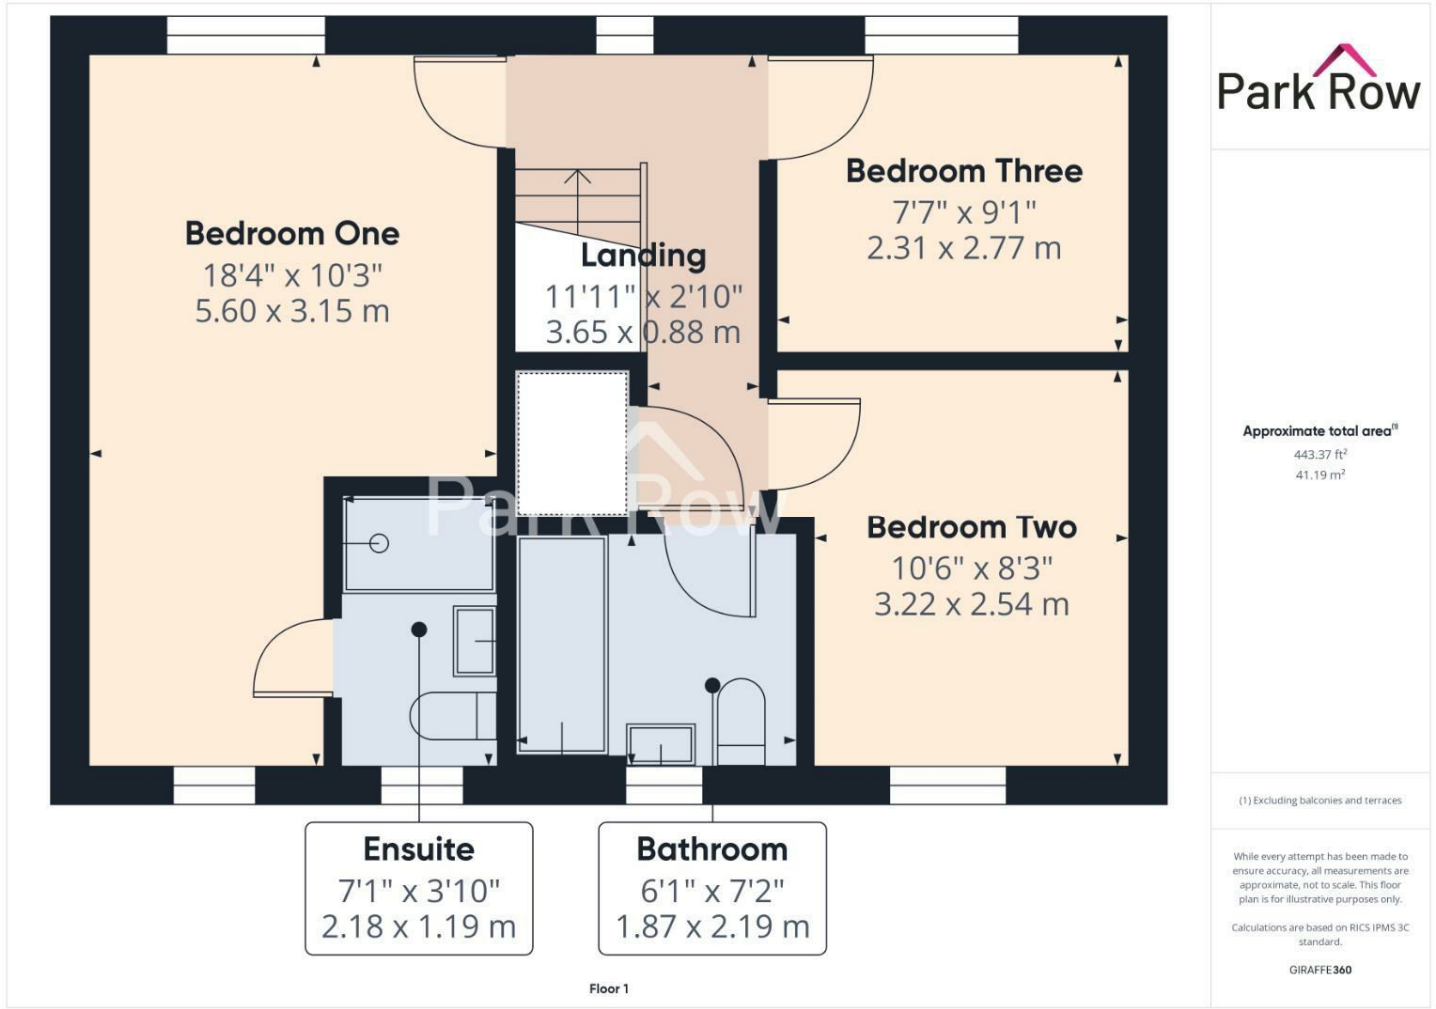 Park Row
Bedroom One
18'4" x 10'3"
5.60 x 3.15 m
Landing
11'11" x 2'10"
3.65 x 0.88 m
Bedroom Three
7'7" x 9'1"
2.31 x 2.77 m
Park Row
Bedroom Two
10'6" x 8'3"
3.22 x 2.54 m
Ensuite
7'1" x 3'10"
2.18 x 1.19 m
Bathroom
6'1" x 7'2"
1.87 x 2.19 m
Floor 1
Approximate total area⁽¹⁾
443.37 ft²
41.19 m²
(1) Excluding balconies and terraces
While every attempt has been made to
ensure accuracy, all measurements are
approximate, not to scale. This floor
plan is for illustrative purposes only.
Calculations are based on RICS IPMS 3C
standard.
GIRAFFE360